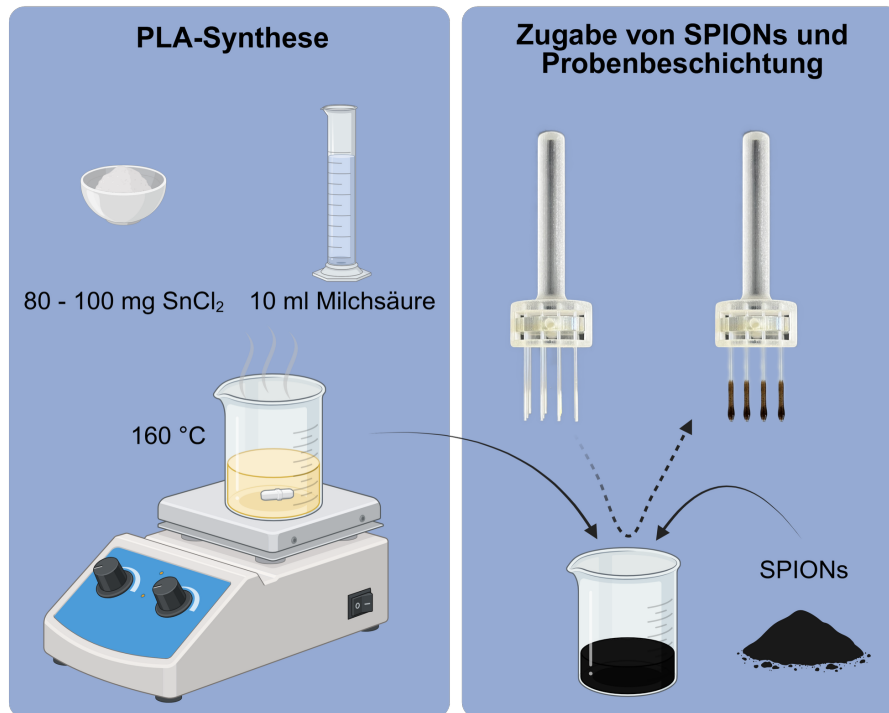 PLA-Synthese
80 - 100 mg SnCl₂
10 ml Milchsäure
160 °C
Zugabe von SPIONs und
Probenbeschichtung
SPIONs